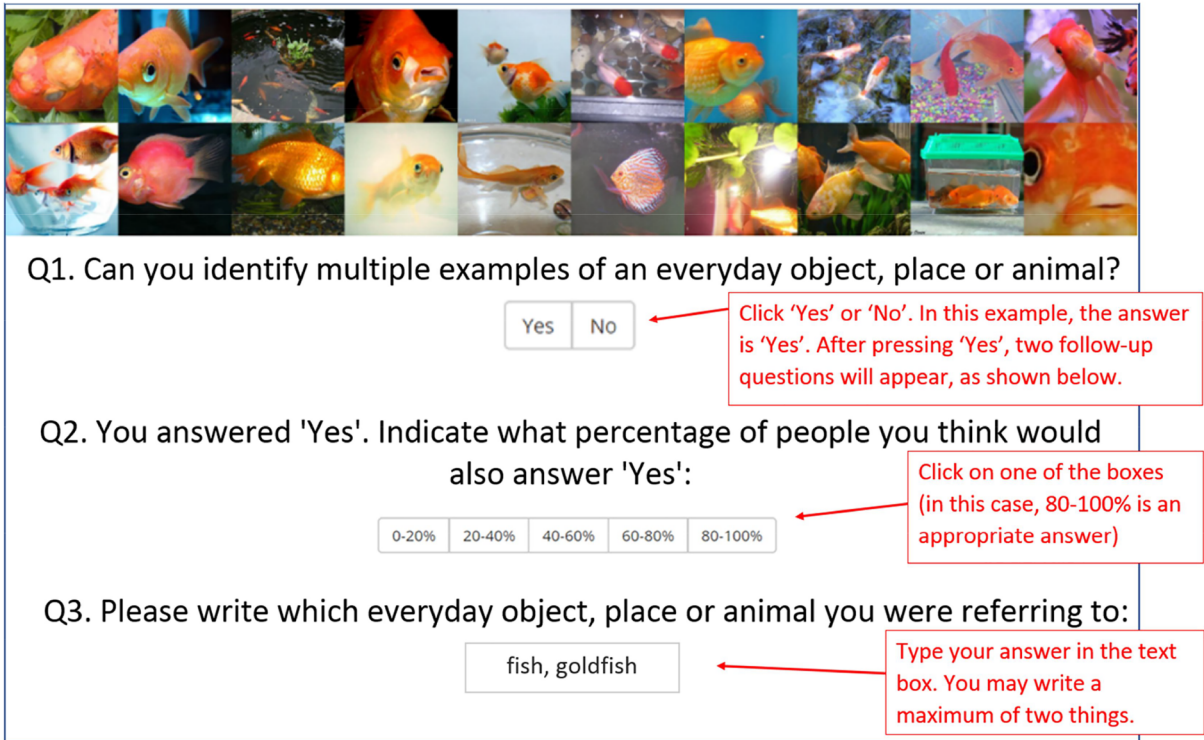 Q1. Can you identify multiple examples of an everyday object, place or animal?
Yes No
Click ‘Yes’ or ‘No’. In this example, the answer
is ‘Yes’. After pressing ‘Yes’, two follow-up
questions will appear, as shown below.
Q2. You answered 'Yes'. Indicate what percentage of people you think would
also answer 'Yes':
Click on one of the boxes
(in this case, 80-100% is an
appropriate answer)
0-20% 20-40% 40-60% 60-80% 80-100%
Q3. Please write which everyday object, place or animal you were referring to:
fish, goldfish
Type your answer in the text
box. You may write a
maximum of two things.